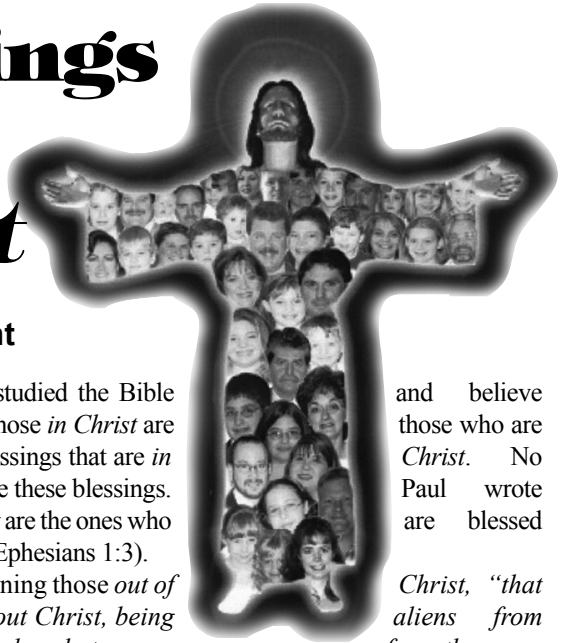 ings
t
nt
studied the Bible and believe
hose in Christ are those who are
ssings that are in Christ. No
e these blessings. Paul wrote
are the ones who are blessed
Ephesians 1:3).
ning those out of Christ, “that
out Christ, being aliens from